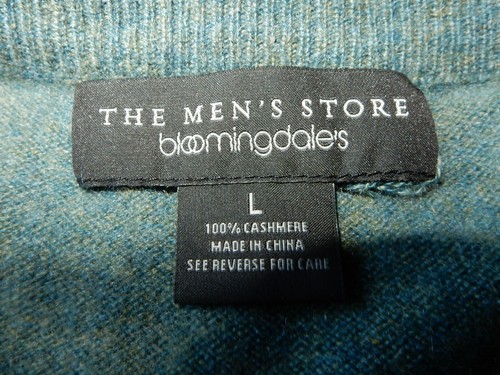 THE MEN'S STORE
bloomingdale's
L
100% CASHMERE
MADE IN CHINA
SEE REVERSE FOR CARE